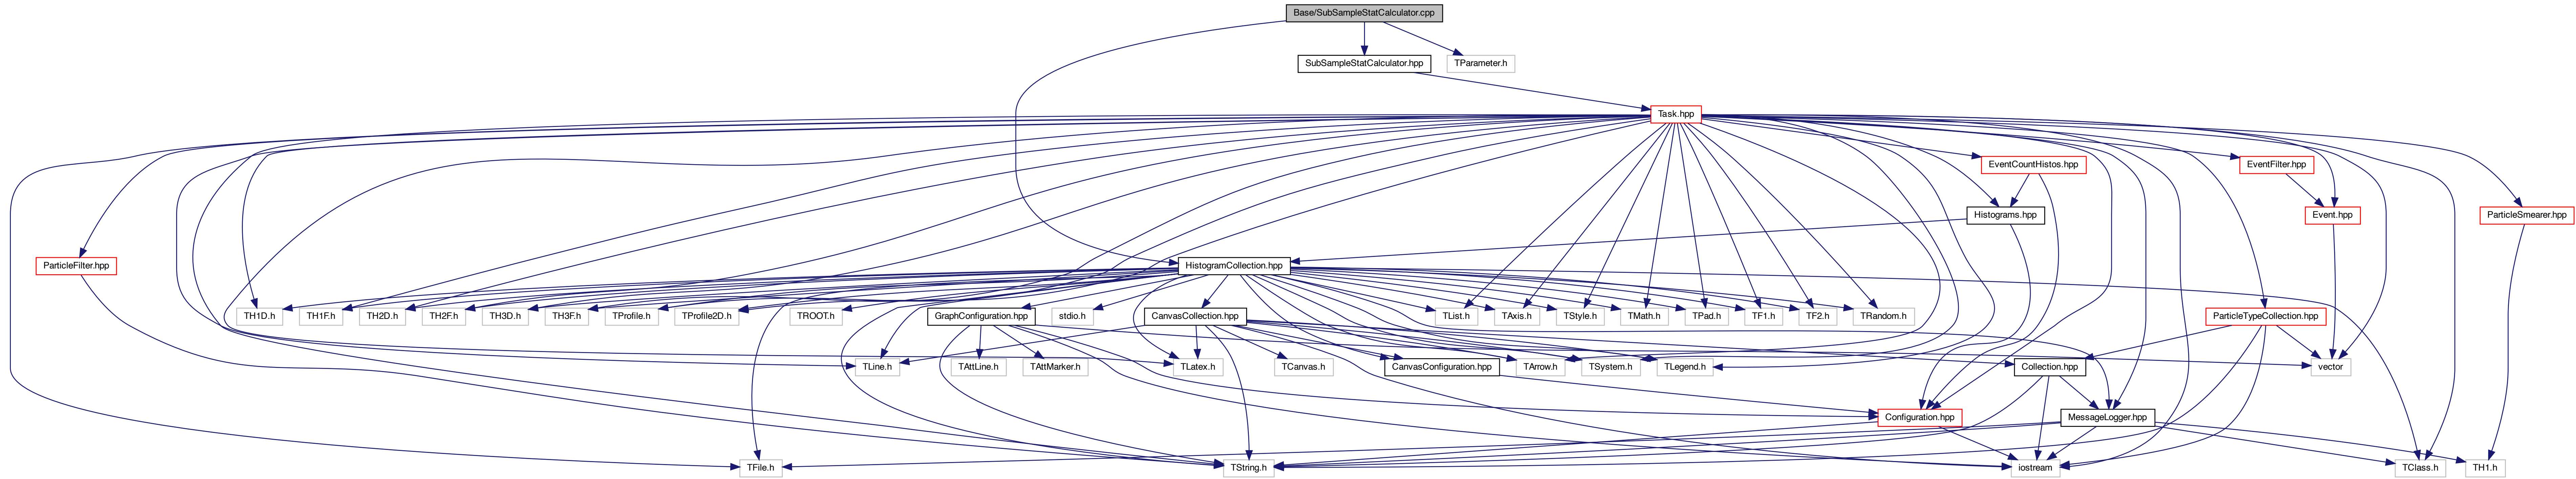 Base/SubSampleStatCalculator.cpp
SubSampleStatCalculator.hpp
TParameter.h
Task.hpp
EventCountHistos.hpp
EventFilter.hpp
Histograms.hpp
Event.hpp
ParticleSmearer.hpp
ParticleFilter.hpp
HistogramCollection.hpp
TH1D.h
TH1F.h
TH2D.h
TH2F.h
TH3D.h
TH3F.h
TProfile.h
TProfile2D.h
TROOT.h
GraphConfiguration.hpp
stdio.h
CanvasCollection.hpp
TList.h
TAxis.h
TStyle.h
TMath.h
TPad.h
TF1.h
TF2.h
TRandom.h
ParticleTypeCollection.hpp
TLine.h
TAttLine.h
TAttMarker.h
TLatex.h
TCanvas.h
CanvasConfiguration.hpp
TArrow.h
TSystem.h
TLegend.h
Collection.hpp
vector
Configuration.hpp
MessageLogger.hpp
TFile.h
TString.h
iostream
TClass.h
TH1.h